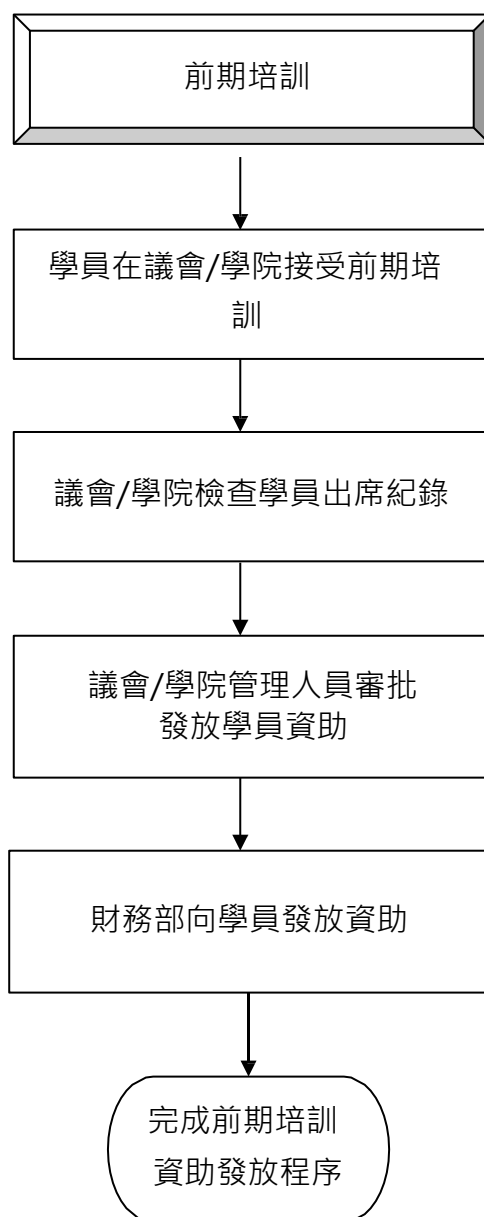 前期培訓
學員在議會/學院接受前期培
訓
議會/學院檢查學員出席紀錄
議會/學院管理人員審批
發放學員資助
財務部向學員發放資助
完成前期培訓
資助發放程序